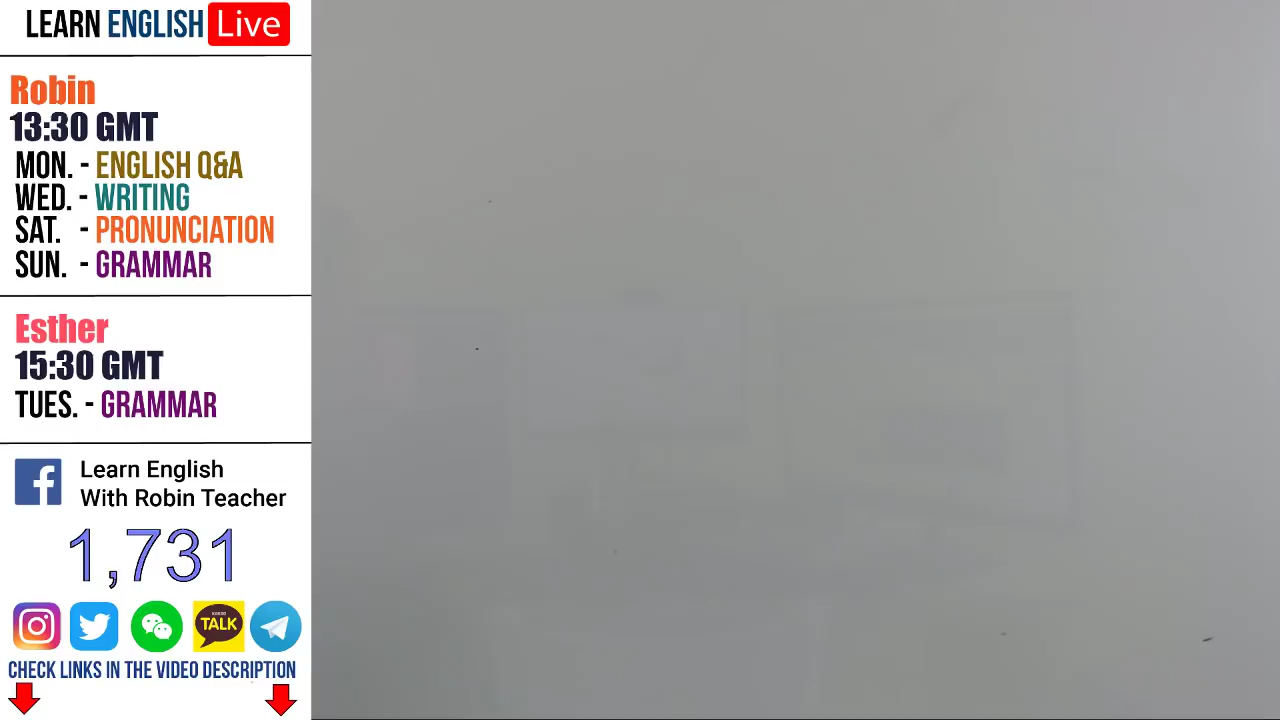 LEARN ENGLISH Live
Robin
13:30 GMT
MON. - ENGLISH Q&A
WED. - WRITING
SAT. - PRONUNCIATION
SUN. - GRAMMAR
Esther
15:30 GMT
TUES. - GRAMMAR
Learn English
With Robin Teacher
1,731
TALK
CHECK LINKS IN THE VIDEO DESCRIPTION